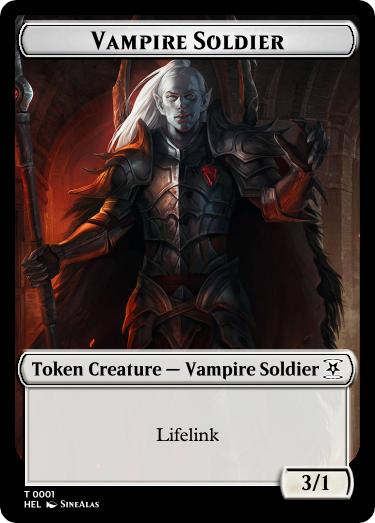 Vampire Soldier
Token Creature — Vampire Soldier
Lifelink
3/1
T 0001
HEL SineAlas